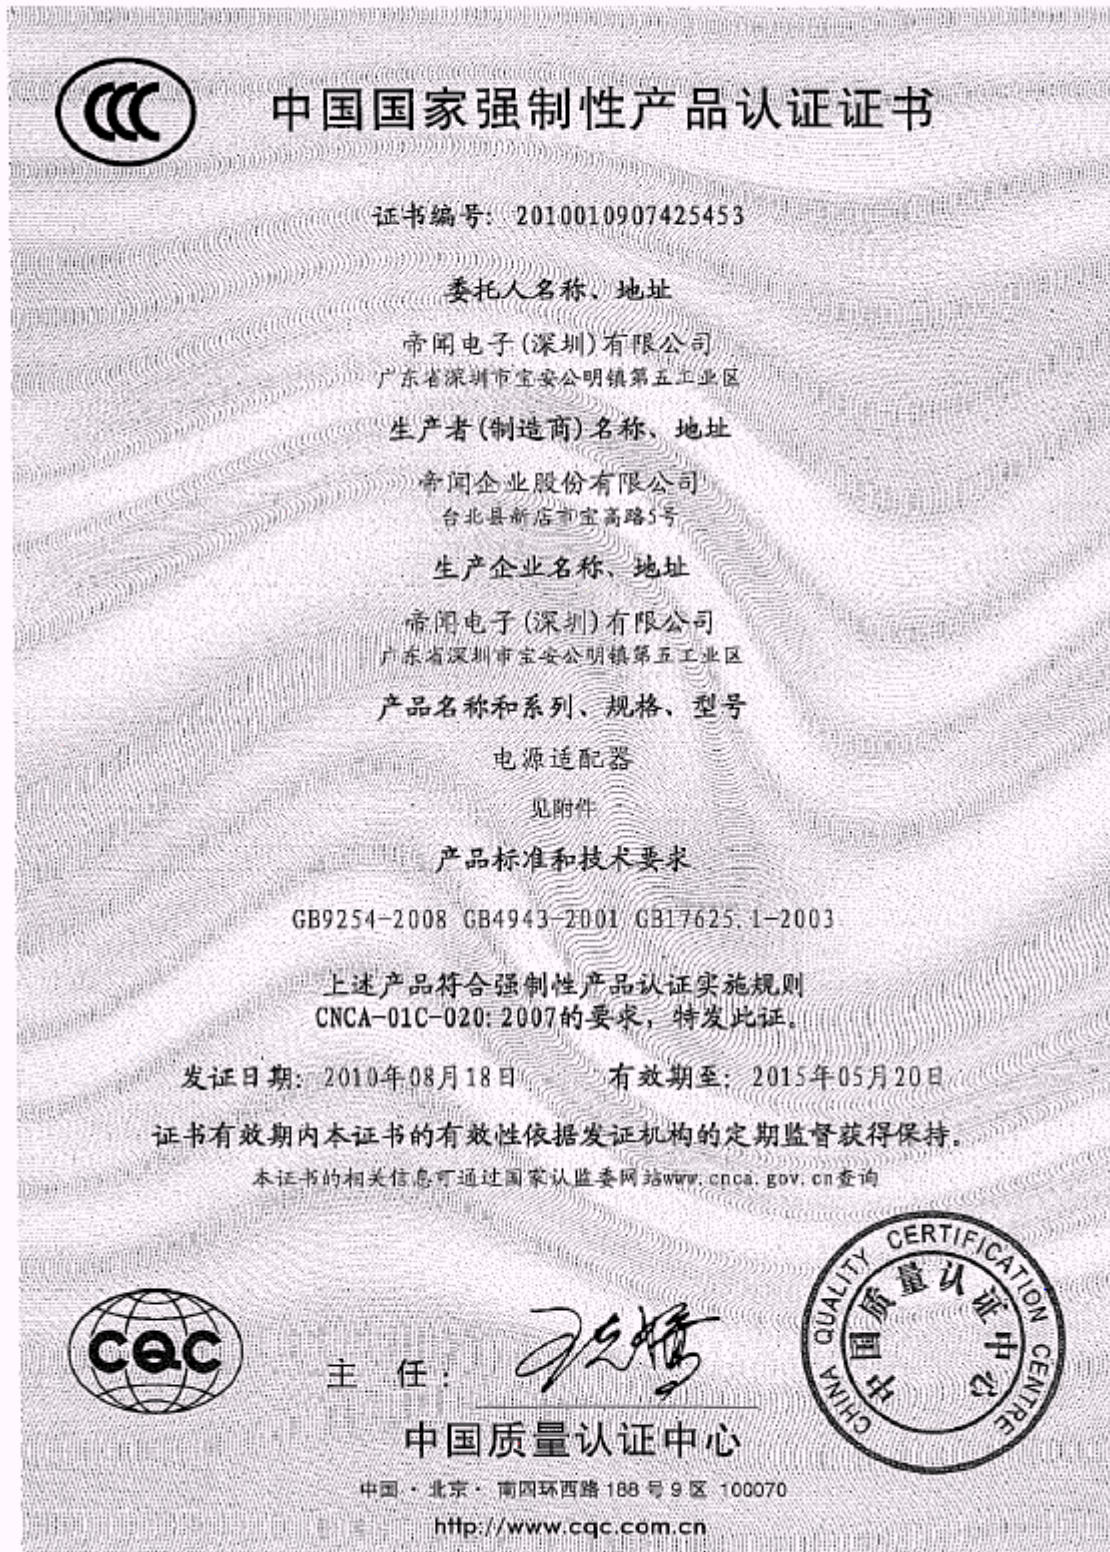 CCC
中国国家强制性产品认证证书
证书编号：2010010907425453
委托人名称、地址
帝闻电子(深圳)有限公司
广东省深圳市宝安公明镇第五工业区
生产者(制造商)名称、地址
帝闻企业股份有限公司
台北县新店市宝高路5号
生产企业名称、地址
帝闻电子(深圳)有限公司
广东省深圳市宝安公明镇第五工业区
产品名称和系列、规格、型号
电源适配器
见附件
产品标准和技术要求
GB9254-2008 GB4943-2001 GB17625.1-2003
上述产品符合强制性产品认证实施规则
CNCA-01C-020:2007的要求，特发此证。
发证日期：2010年08月18日 有效期至：2015年05月20日
证书有效期内本证书的有效性依据发证机构的定期监督获得保持。
本证书的相关信息可通过国家认监委网站www.cnca.gov.cn查询
CHINA QUALITY CERTIFICATION CENTRE
中国质量认证中心
CQC
主 任：
中国质量认证中心
中国·北京·南四环西路188号9区 100070
http://www.cqc.com.cn